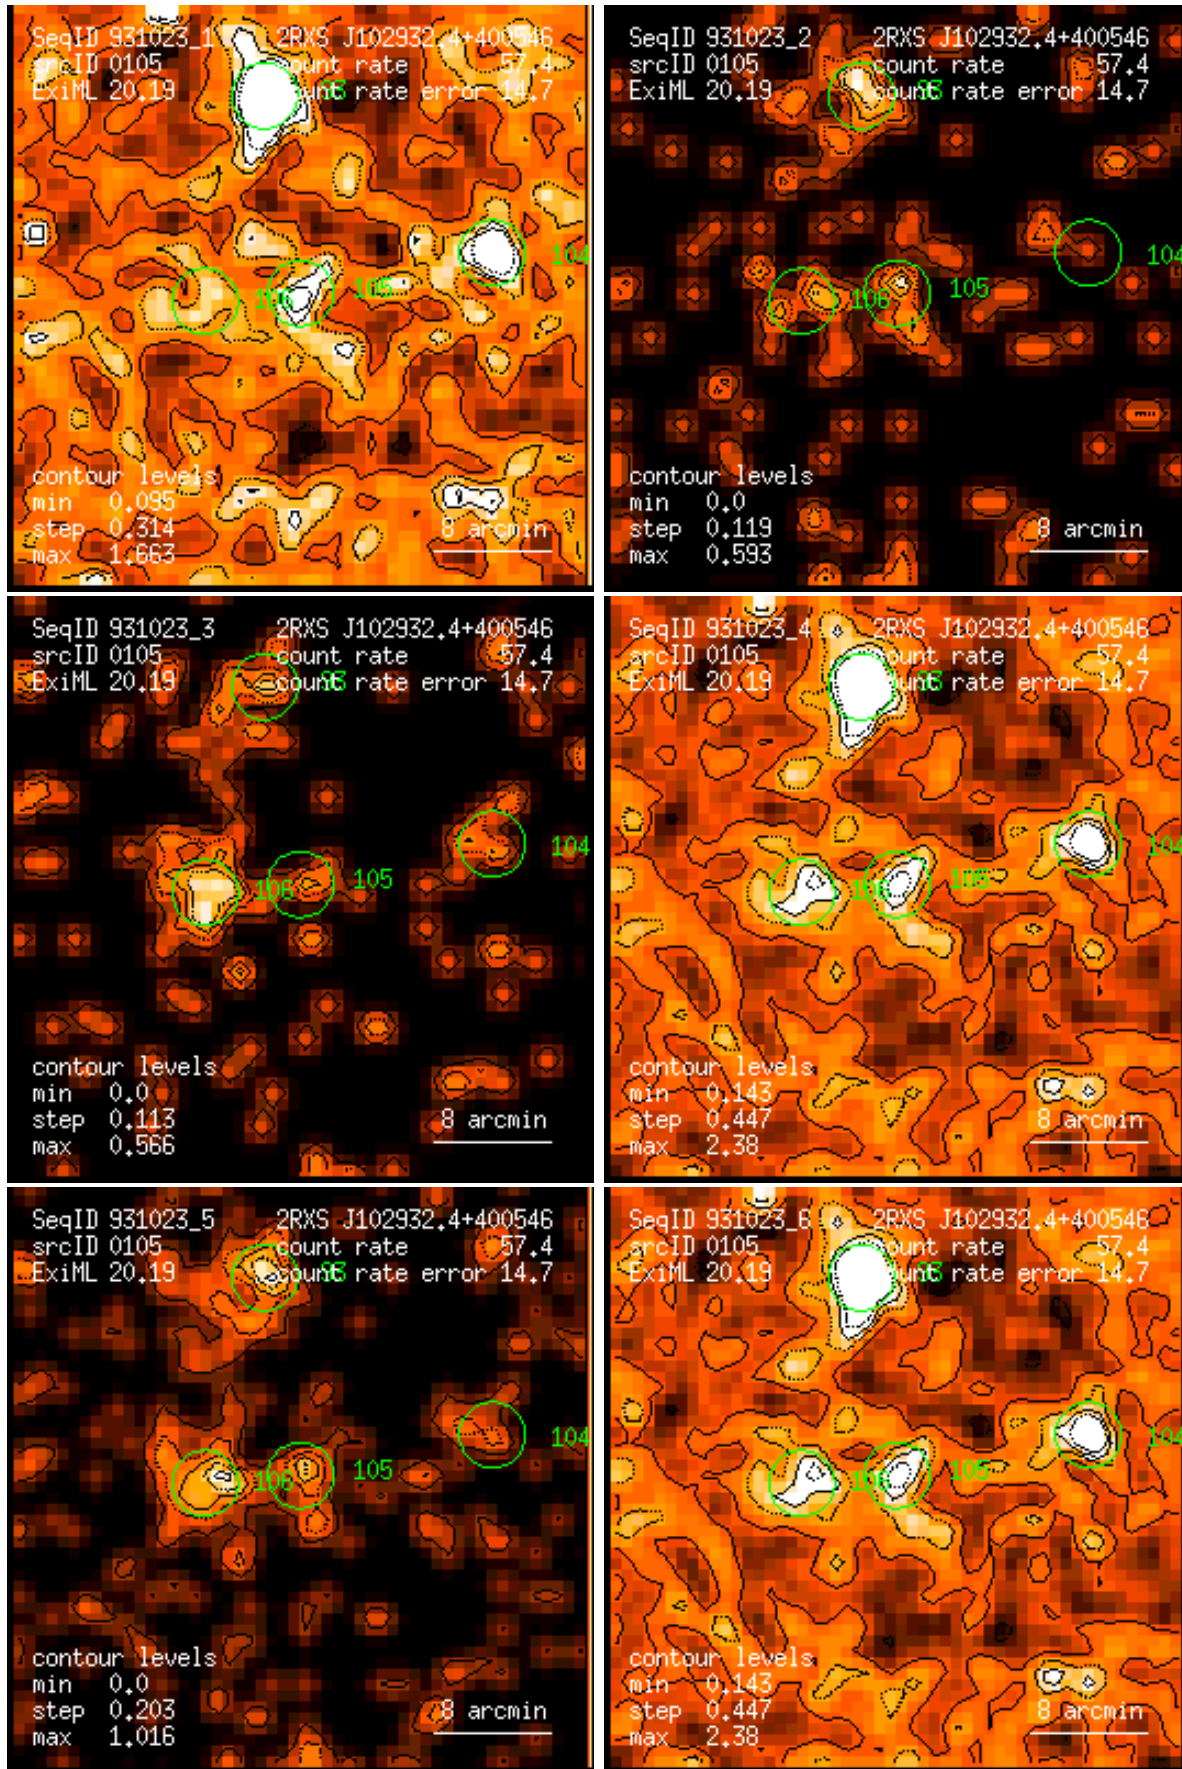 SeqID 931023_1 2RXS J102932.4+400546
srcID 0105 count rate 57.4
ExiML 20.19 count rate error 14.7
104
106 105
contour levels
min 0.095
step 0.314 8 arcmin
max 1.663
SeqID 931023_2 2RXS J102932.4+400546
srcID 0105 count rate 57.4
ExiML 20.19 count rate error 14.7
104
106 105
contour levels
min 0.0
step 0.119 8 arcmin
max 0.593
SeqID 931023_3 2RXS J102932.4+400546
srcID 0105 count rate 57.4
ExiML 20.19 count rate error 14.7
104
106 105
contour levels
min 0.0
step 0.113 8 arcmin
max 0.566
SeqID 931023_4 2RXS J102932.4+400546
srcID 0105 count rate 57.4
ExiML 20.19 count rate error 14.7
104
106 105
contour levels
min 0.143
step 0.447 8 arcmin
max 2.38
SeqID 931023_5 2RXS J102932.4+400546
srcID 0105 count rate 57.4
ExiML 20.19 count rate error 14.7
104
106 105
contour levels
min 0.0
step 0.203 8 arcmin
max 1.016
SeqID 931023_6 2RXS J102932.4+400546
srcID 0105 count rate 57.4
ExiML 20.19 count rate error 14.7
104
106 105
contour levels
min 0.143
step 0.447 8 arcmin
max 2.38